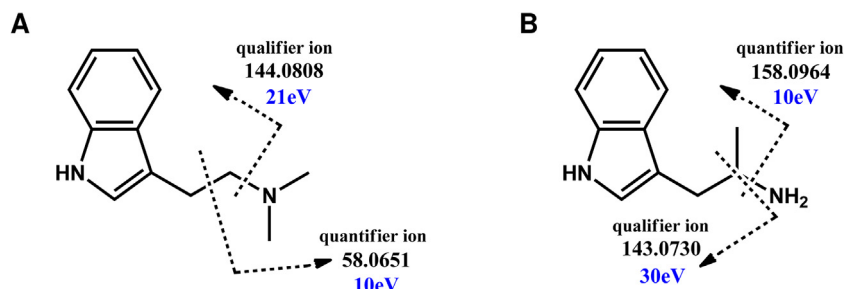 A
qualifier ion
144.0808
21eV
HN
N
quantifier ion
58.0651
10eV
B
quantifier ion
158.0964
10eV
HN
NH2
qualifier ion
143.0730
30eV